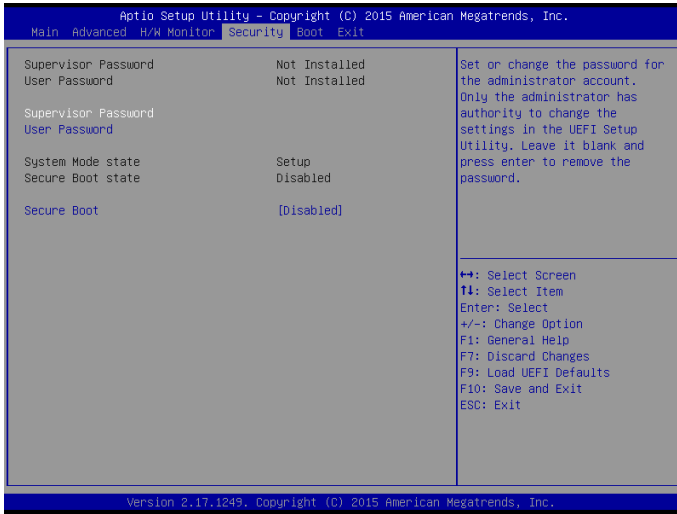 Aptio Setup Utility – Copyright (C) 2015 American Megatrends, Inc.
Main Advanced H/W Monitor Security Boot Exit
Supervisor Password Not Installed
User Password Not Installed
Supervisor Password
User Password
System Mode state Setup
Secure Boot state Disabled
Secure Boot [Disabled]
Set or change the password for
the administrator account.
Only the administrator has
authority to change the
settings in the UEFI Setup
Utility. Leave it blank and
press enter to remove the
password.
↔: Select Screen
↑↓: Select Item
Enter: Select
+/-: Change Option
F1: General Help
F7: Discard Changes
F9: Load UEFI Defaults
F10: Save and Exit
ESC: Exit
Version 2.17.1249. Copyright (C) 2015 American Megatrends, Inc.